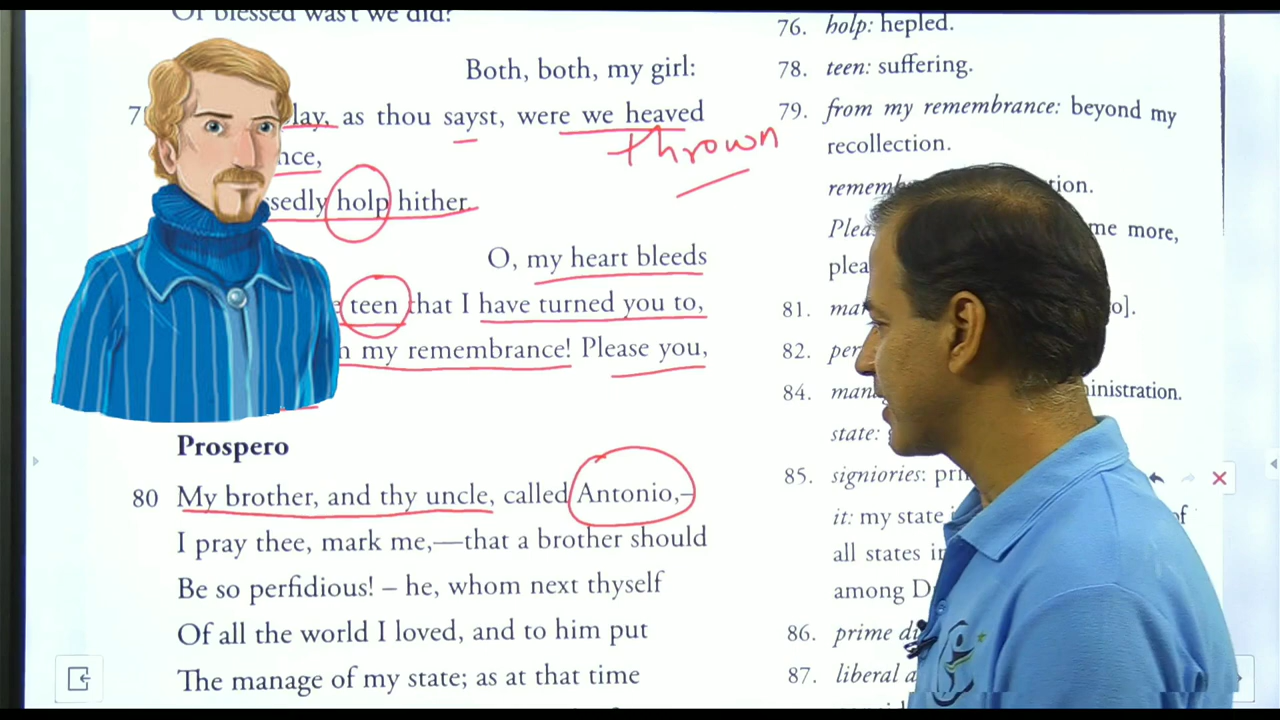 Of blessed was't we did?
Both, both, my girl:
lay, as thou sayst, were we heaved
Thrown
nce,
sedly holp hither.
O, my heart bleeds
teen that I have turned you to,
my remembrance! Please you,
Prospero
80 My brother, and thy uncle, called Antonio,–
I pray thee, mark me,—that a brother should
Be so perfidious! – he, whom next thyself
Of all the world I loved, and to him put
The manage of my state; as at that time
76. holp: hepled.
78. teen: suffering.
79. from my remembrance: beyond my
recollection.
me more,
81.
82.
84. inistration.
state:
85. signiories:
it: my state
all states
among
86. prime
87. liberal